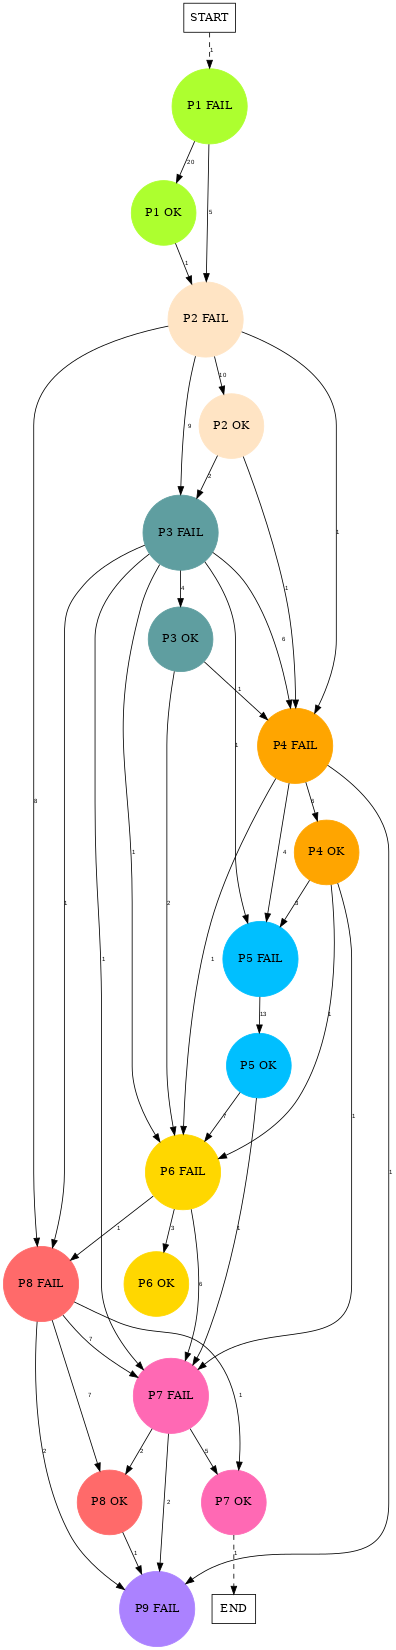 START
1
P1 FAIL
20
5
P1 OK
1
P2 FAIL
10
9
1
8
P2 OK
2
1
P3 FAIL
4
6
1
1
1
1
P3 OK
1
2
P4 FAIL
5
4
1
1
P4 OK
3
1
1
P5 FAIL
13
P5 OK
7
1
P6 FAIL
1
3
6
P8 FAIL
P6 OK
7
7
1
2
P7 FAIL
2
2
5
P8 OK
P7 OK
1
1
P9 FAIL
END